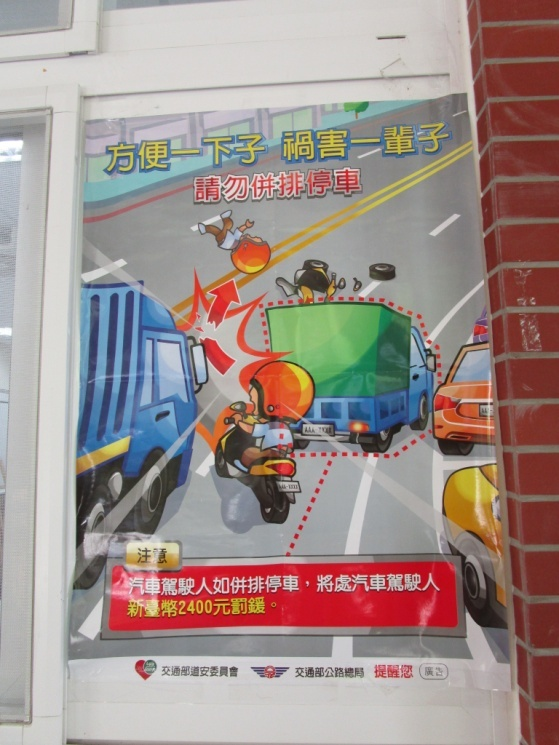 方便一下子 禍害一輩子
請勿併排停車
注意
汽車駕駛人如併排停車,將處汽車駕駛人
新臺幣2400元罰鍰。
交通部道安委員會 交通部公路總局 提醒您 廣告